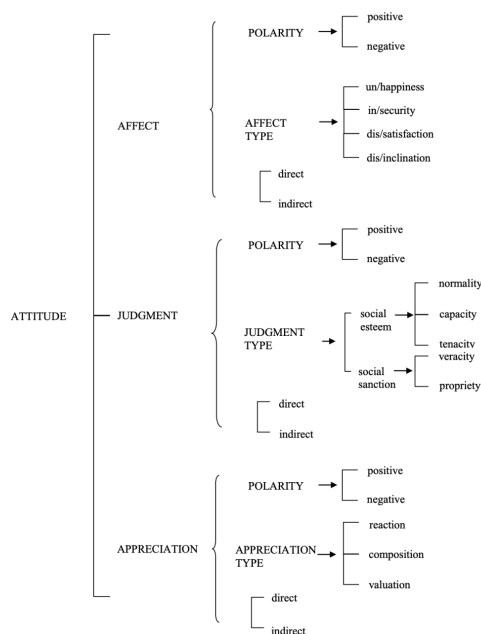 positive
POLARITY
negative
un/happiness
in/security
AFFECT
AFFECT
TYPE
dis/satisfaction
dis/inclination
direct
indirect
positive
POLARITY
negative
normality
social
esteem
capacity
ATTITUDE
JUDGMENT
JUDGMENT
TYPE
tenacity
veracity
social
sanction
propriety
direct
indirect
positive
POLARITY
negative
reaction
APPRECIATION
APPRECIATION
TYPE
composition
valuation
direct
indirect